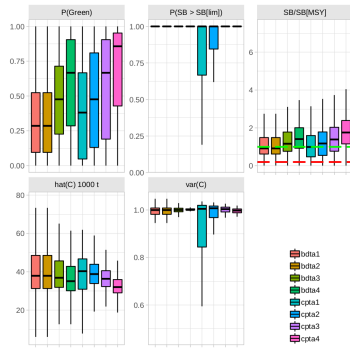 P(Green)
P(SB > SB[lim])
SB/SB[MSY]
1.00
0.75
0.50
0.25
0.00
1.00
0.75
0.50
0.25
0.00
8
6
4
2
0
hat(C) 1000 t
var(C)
80
60
40
20
1.0
0.8
0.6
bdta1
bdta2
bdta3
bdta4
cpta1
cpta2
cpta3
cpta4